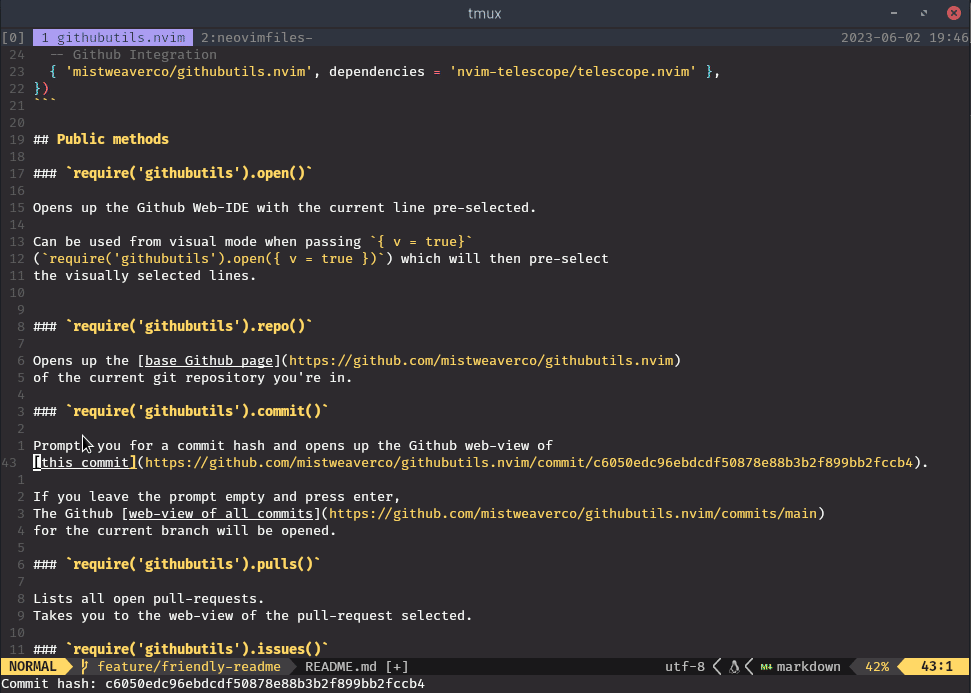 tmux
[0] 1 githubutils.nvim 2:neovimfiles- 2023-06-02 19:46
24 -- Github Integration
23 { 'mistweaverco/githubutils.nvim', dependencies = 'nvim-telescope/telescope.nvim' },
22 })
21 ```
20
19 ## Public methods
18
17 ### `require('githubutils').open()`
16
15 Opens up the Github Web-IDE with the current line pre-selected.
14
13 Can be used from visual mode when passing `{ v = true}`
12 (`require('githubutils').open({ v = true })`) which will then pre-select
11 the visually selected lines.
10
9
8 ### `require('githubutils').repo()`
7
6 Opens up the [base Github page](https://github.com/mistweaverco/githubutils.nvim)
5 of the current git repository you're in.
4
3 ### `require('githubutils').commit()`
2
1 Prompt you for a commit hash and opens up the Github web-view of
43 [this commit](https://github.com/mistweaverco/githubutils.nvim/commit/c6050edc96ebdcdf50878e88b3b2f899bb2fccb4).
1
2 If you leave the prompt empty and press enter,
3 The Github [web-view of all commits](https://github.com/mistweaverco/githubutils.nvim/commits/main)
4 for the current branch will be opened.
5
6 ### `require('githubutils').pulls()`
7
8 Lists all open pull-requests.
9 Takes you to the web-view of the pull-request selected.
10
11 ### `require('githubutils').issues()`
NORMAL feature/friendly-readme README.md [+] utf-8 M↓ markdown 42% 43:1
Commit hash: c6050edc96ebdcdf50878e88b3b2f899bb2fccb4